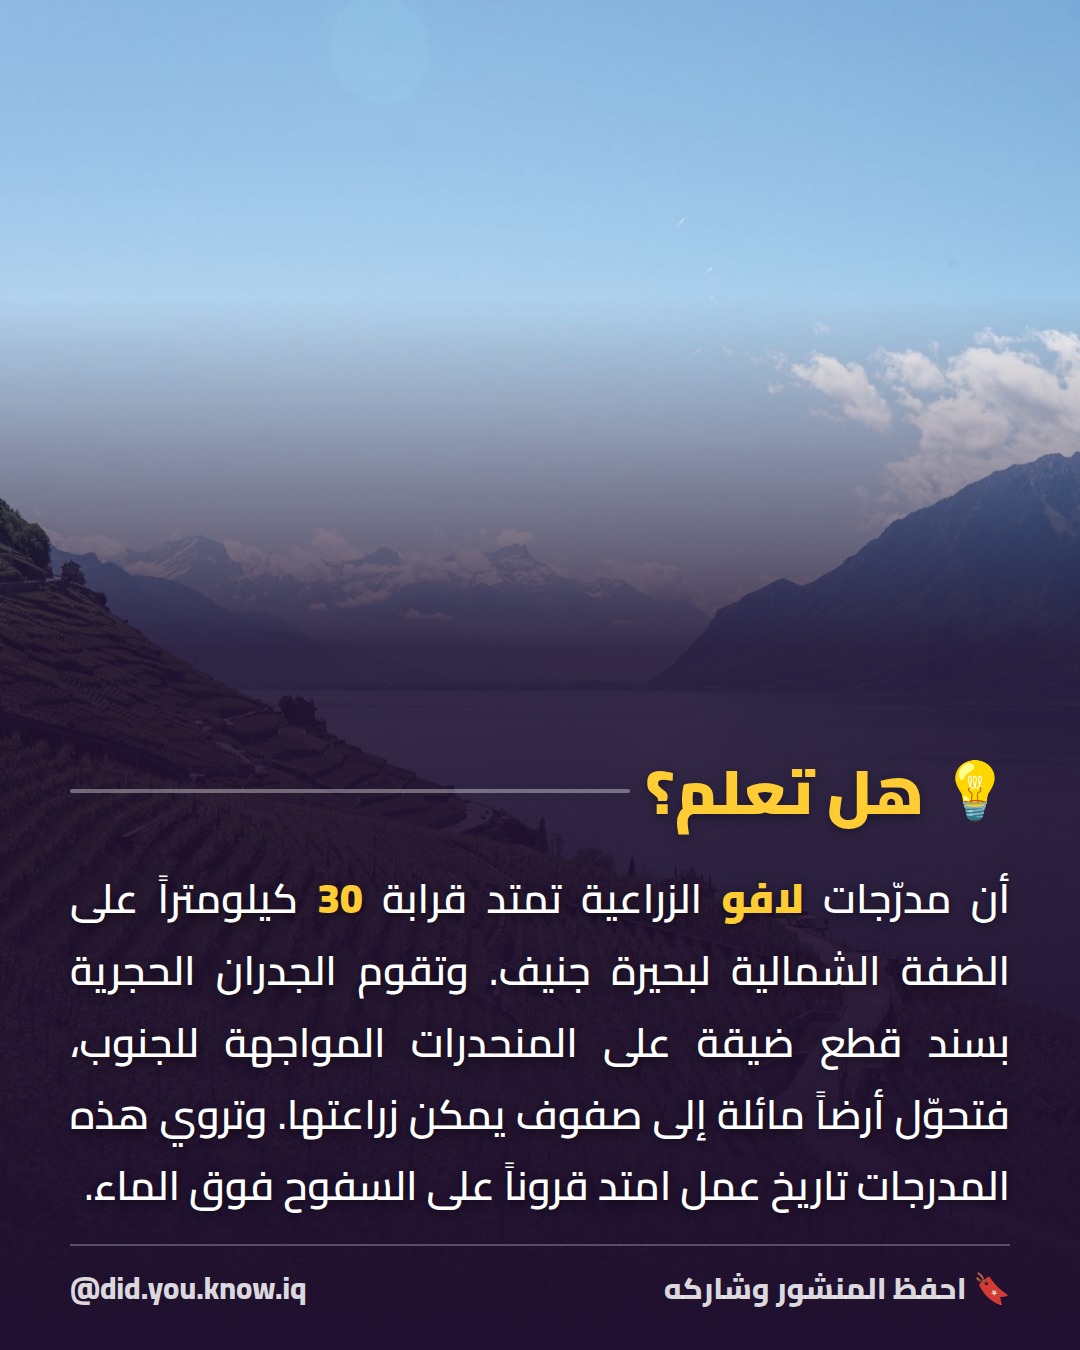 هل تعلم؟
أن مدرّجات لافو الزراعية تمتد قرابة 30 كيلومتراً على
الضفة الشمالية لبحيرة جنيف. وتقوم الجدران الحجرية
بسند قطع ضيقة على المنحدرات المواجهة للجنوب،
فتحوّل أرضاً مائلة إلى صفوف يمكن زراعتها. وتروي هذه
المدرجات تاريخ عمل امتد قروناً على السفوح فوق الماء.
احفظ المنشور وشاركه
@did.you.know.iq